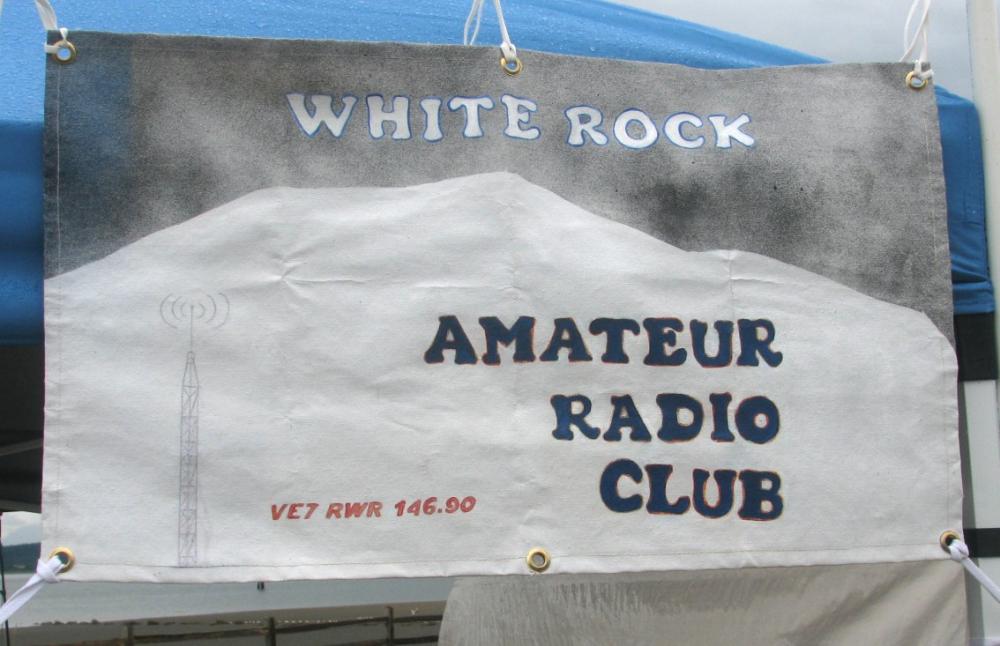 WHITE ROCK
AMATEUR
RADIO
CLUB
VE7 RWR 146.90